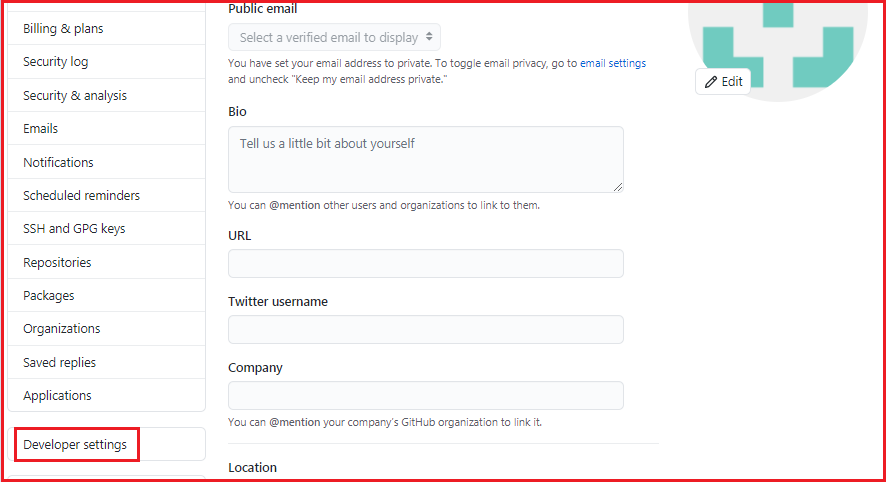 Billing & plans
Security log
Security & analysis
Emails
Notifications
Scheduled reminders
SSH and GPG keys
Repositories
Packages
Organizations
Saved replies
Applications
Developer settings
Public email
Select a verified email to display
You have set your email address to private. To toggle email privacy, go to email settings
and uncheck "Keep my email address private."
Bio
Tell us a little bit about yourself
You can @mention other users and organizations to link to them.
URL
Twitter username
Company
You can @mention your company's GitHub organization to link it.
Location
Edit